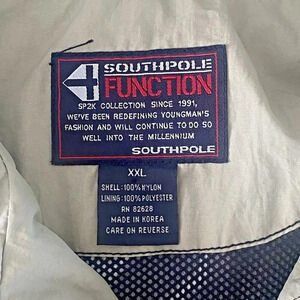 SOUTHPOLE
FUNCTION
SP2K COLLECTION SINCE 1991,
WE'VE BEEN REDEFINING YOUNGMAN'S
FASHION AND WILL CONTINUE TO DO SO
WELL INTO THE MILLENNIUM
SOUTHPOLE
XXL
SHELL: 100% NYLON
LINING: 100% POLYESTER
RN 82628
MADE IN KOREA
CARE ON REVERSE